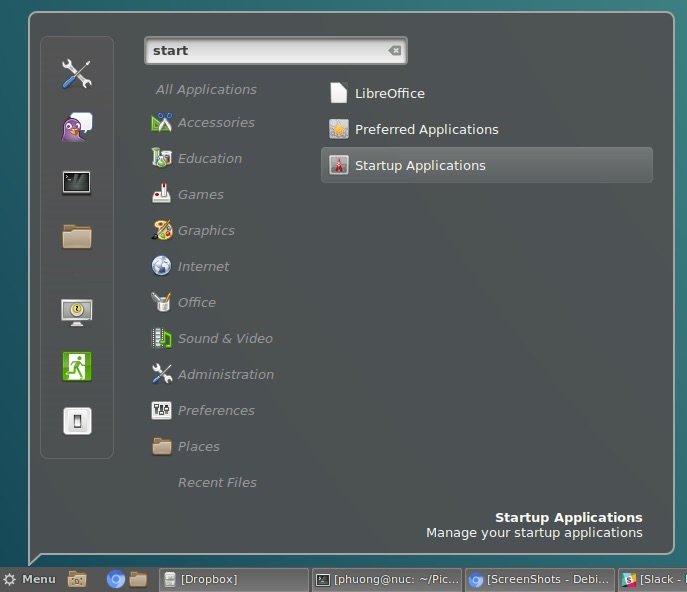 start
All Applications
Accessories
Education
Games
Graphics
Internet
Office
Sound & Video
Administration
Preferences
Places
Recent Files
LibreOffice
Preferred Applications
Startup Applications
Startup Applications
Manage your startup applications
Menu
[Dropbox]
[phuong@nuc: ~/Pic...
[ScreenShots - Debi...
[Slack -